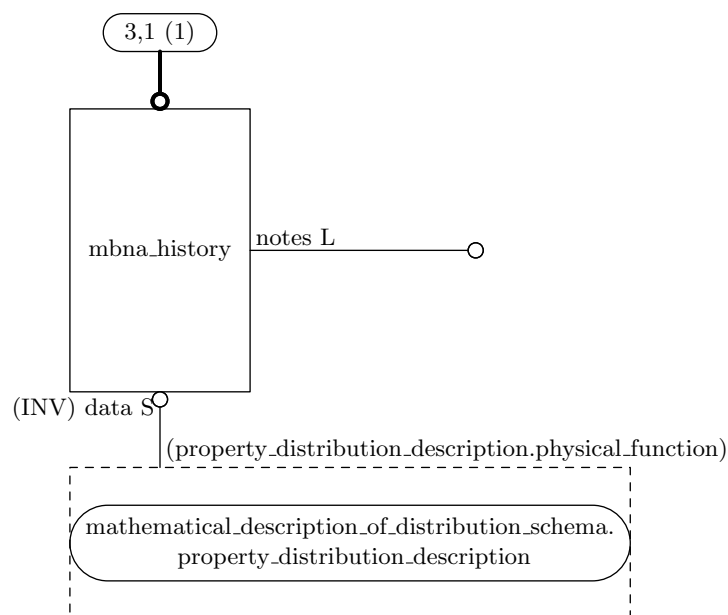 3,1 (1)
mbna_history
notes L
(INV) data S
(property_distribution_description.physical_function)
mathematical_description_of_distribution_schema.
property_distribution_description